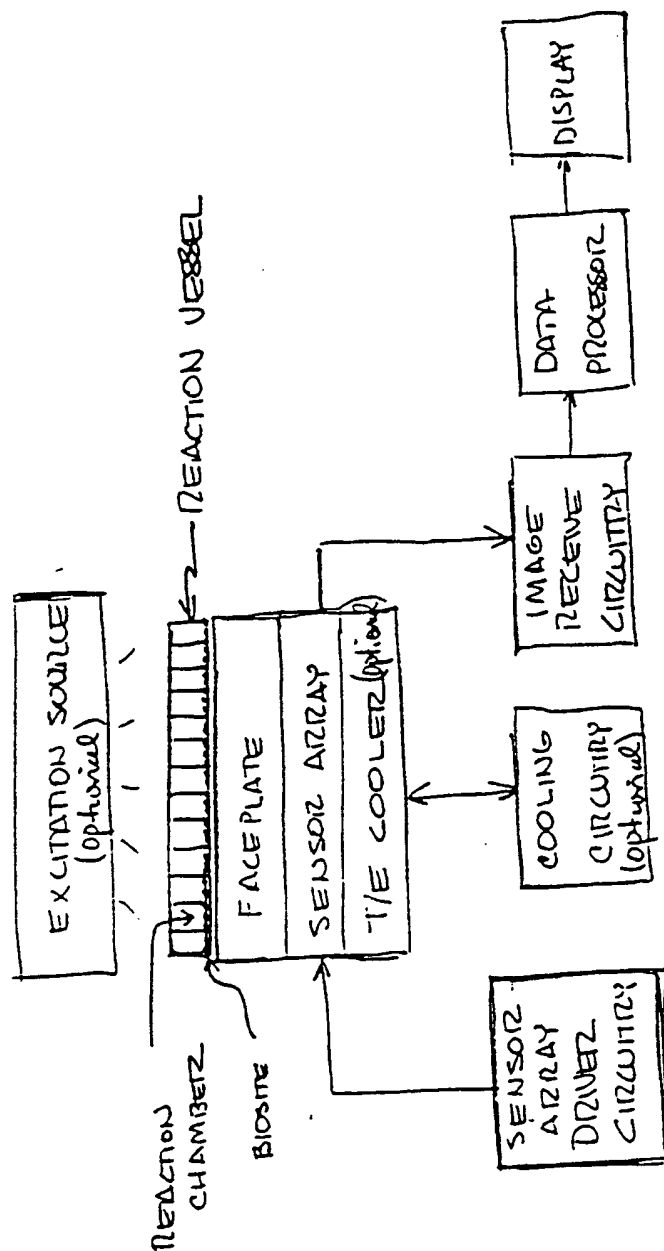 EXCITATION SOURCE
(optional)
REACTION VESSEL
REACTION
CHAMBER
BIOSITE
FACEPLATE
SENSOR ARRAY
T/E COOLER (optional)
SENSOR
ARRAY
DRIVER
CIRCUITRY
COOLING
CIRCUITRY
(optional)
IMAGE
RECEIVE
CIRCUITRY
DATA
PROCESSOR
DISPLAY